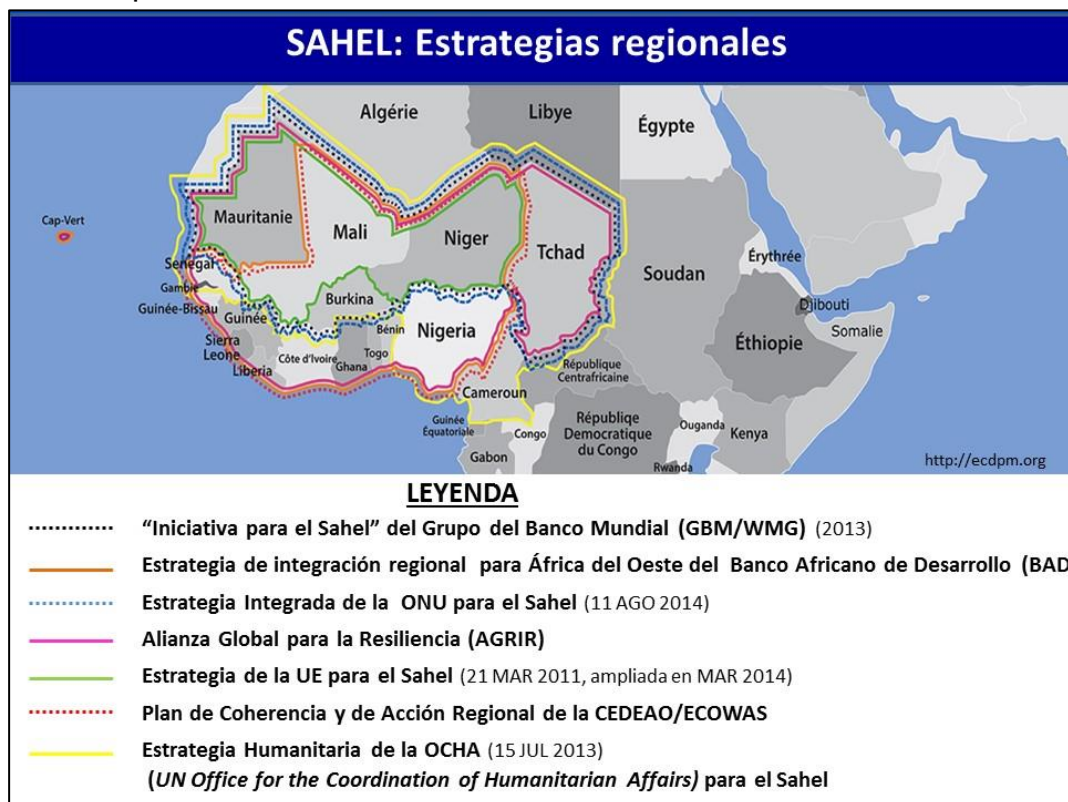 SAHEL: Estrategias regionales
Algérie
Libye
Égypte
Cap-Vert
Mauritanie
Mali
Niger
Tchad
Soudan
Érythrée
Sénégal
Gambie
Guinée-Bissau
Guinée
Burkina
Bénin
Nigeria
Djibouti
Sierra
Leone
Liberia
Côte d'Ivoire
Ghana
Togo
Éthiopie
Somalie
République
Centrafricaine
Cameroun
Guinée
Équatoriale
Gabon
Congo
Républiqe
Democratique
du Congo
Ouganda
Kenya
Rwanda
http://ecdpm.org
LEYENDA
"Iniciativa para el Sahel" del Grupo del Banco Mundial (GBM/WMG) (2013)
Estrategia de integración regional para África del Oeste del Banco Africano de Desarrollo (BAD
Estrategia Integrada de la ONU para el Sahel (11 AGO 2014)
Alianza Global para la Resiliencia (AGRIR)
Estrategia de la UE para el Sahel (21 MAR 2011, ampliada en MAR 2014)
Plan de Coherencia y de Acción Regional de la CEDEAO/ECOWAS
Estrategia Humanitaria de la OCHA (15 JUL 2013)
(UN Office for the Coordination of Humanitarian Affairs) para el Sahel